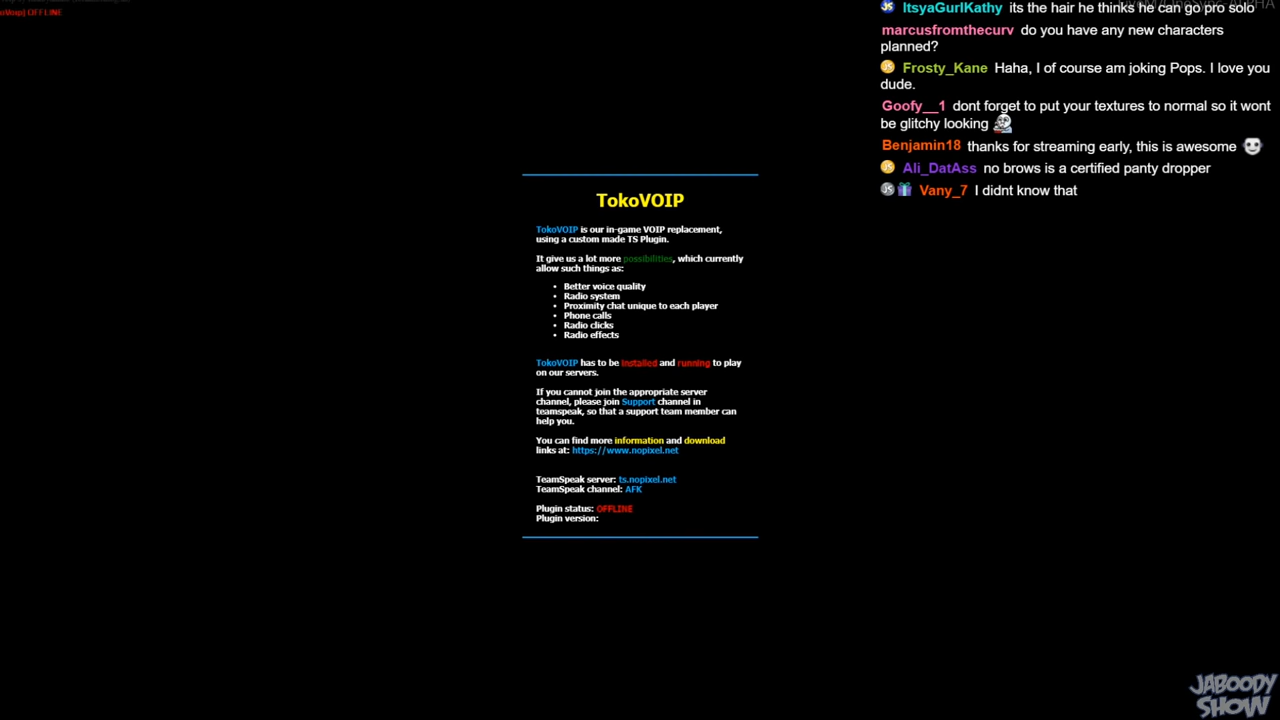 oVoip| OFFLINE
ItsyaGurlKathy its the hair he thinks he can go pro solo
marcusfromthecurv do you have any new characters
planned?
Frosty_Kane Haha, I of course am joking Pops. I love you
dude.
Goofy__1 dont forget to put your textures to normal so it wont
be glitchy looking
Benjamin18 thanks for streaming early, this is awesome
Ali_DatAss no brows is a certified panty dropper
Vany_7 I didnt know that
TokoVOIP
TokoVOIP is our in-game VOIP replacement,
using a custom made TS Plugin.
It give us a lot more possibilities, which currently
allow such things as:
• Better voice quality
• Radio system
• Proximity chat unique to each player
• Phone calls
• Radio clicks
• Radio effects
TokoVOIP has to be installed and running to play
on our servers.
If you cannot join the appropriate server
channel, please join Support channel in
teamspeak, so that a support team member can
help you.
You can find more information and download
links at: https://www.nopixel.net
TeamSpeak server: ts.nopixel.net
TeamSpeak channel: AFK
Plugin status: OFFLINE
Plugin version:
JABOODY
SHOW